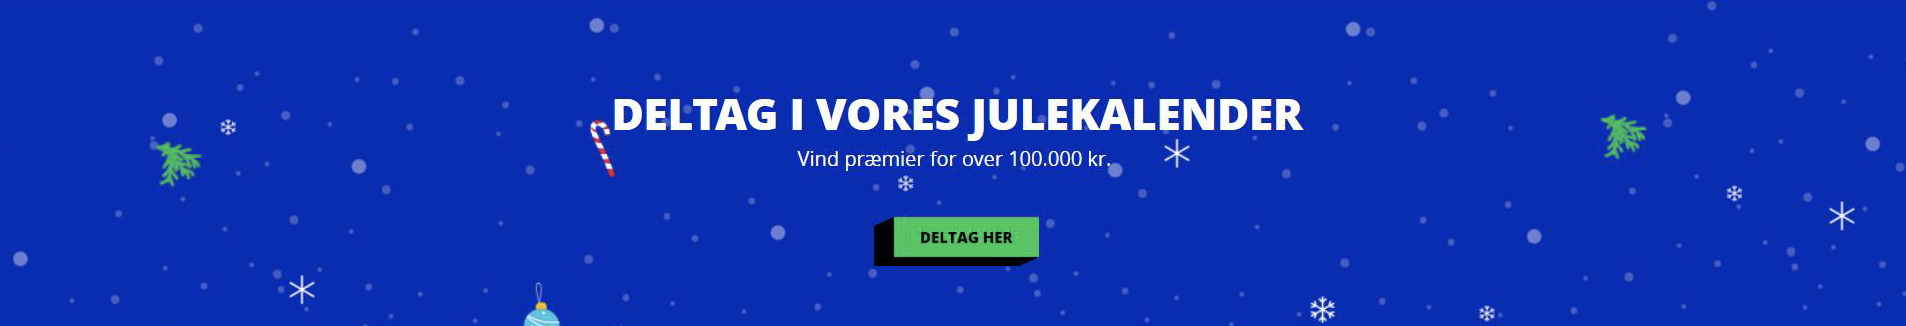 DELTAG I VORES JULEKALENDER
Vind præmier for over 100.000 kr.
DELTAG HER